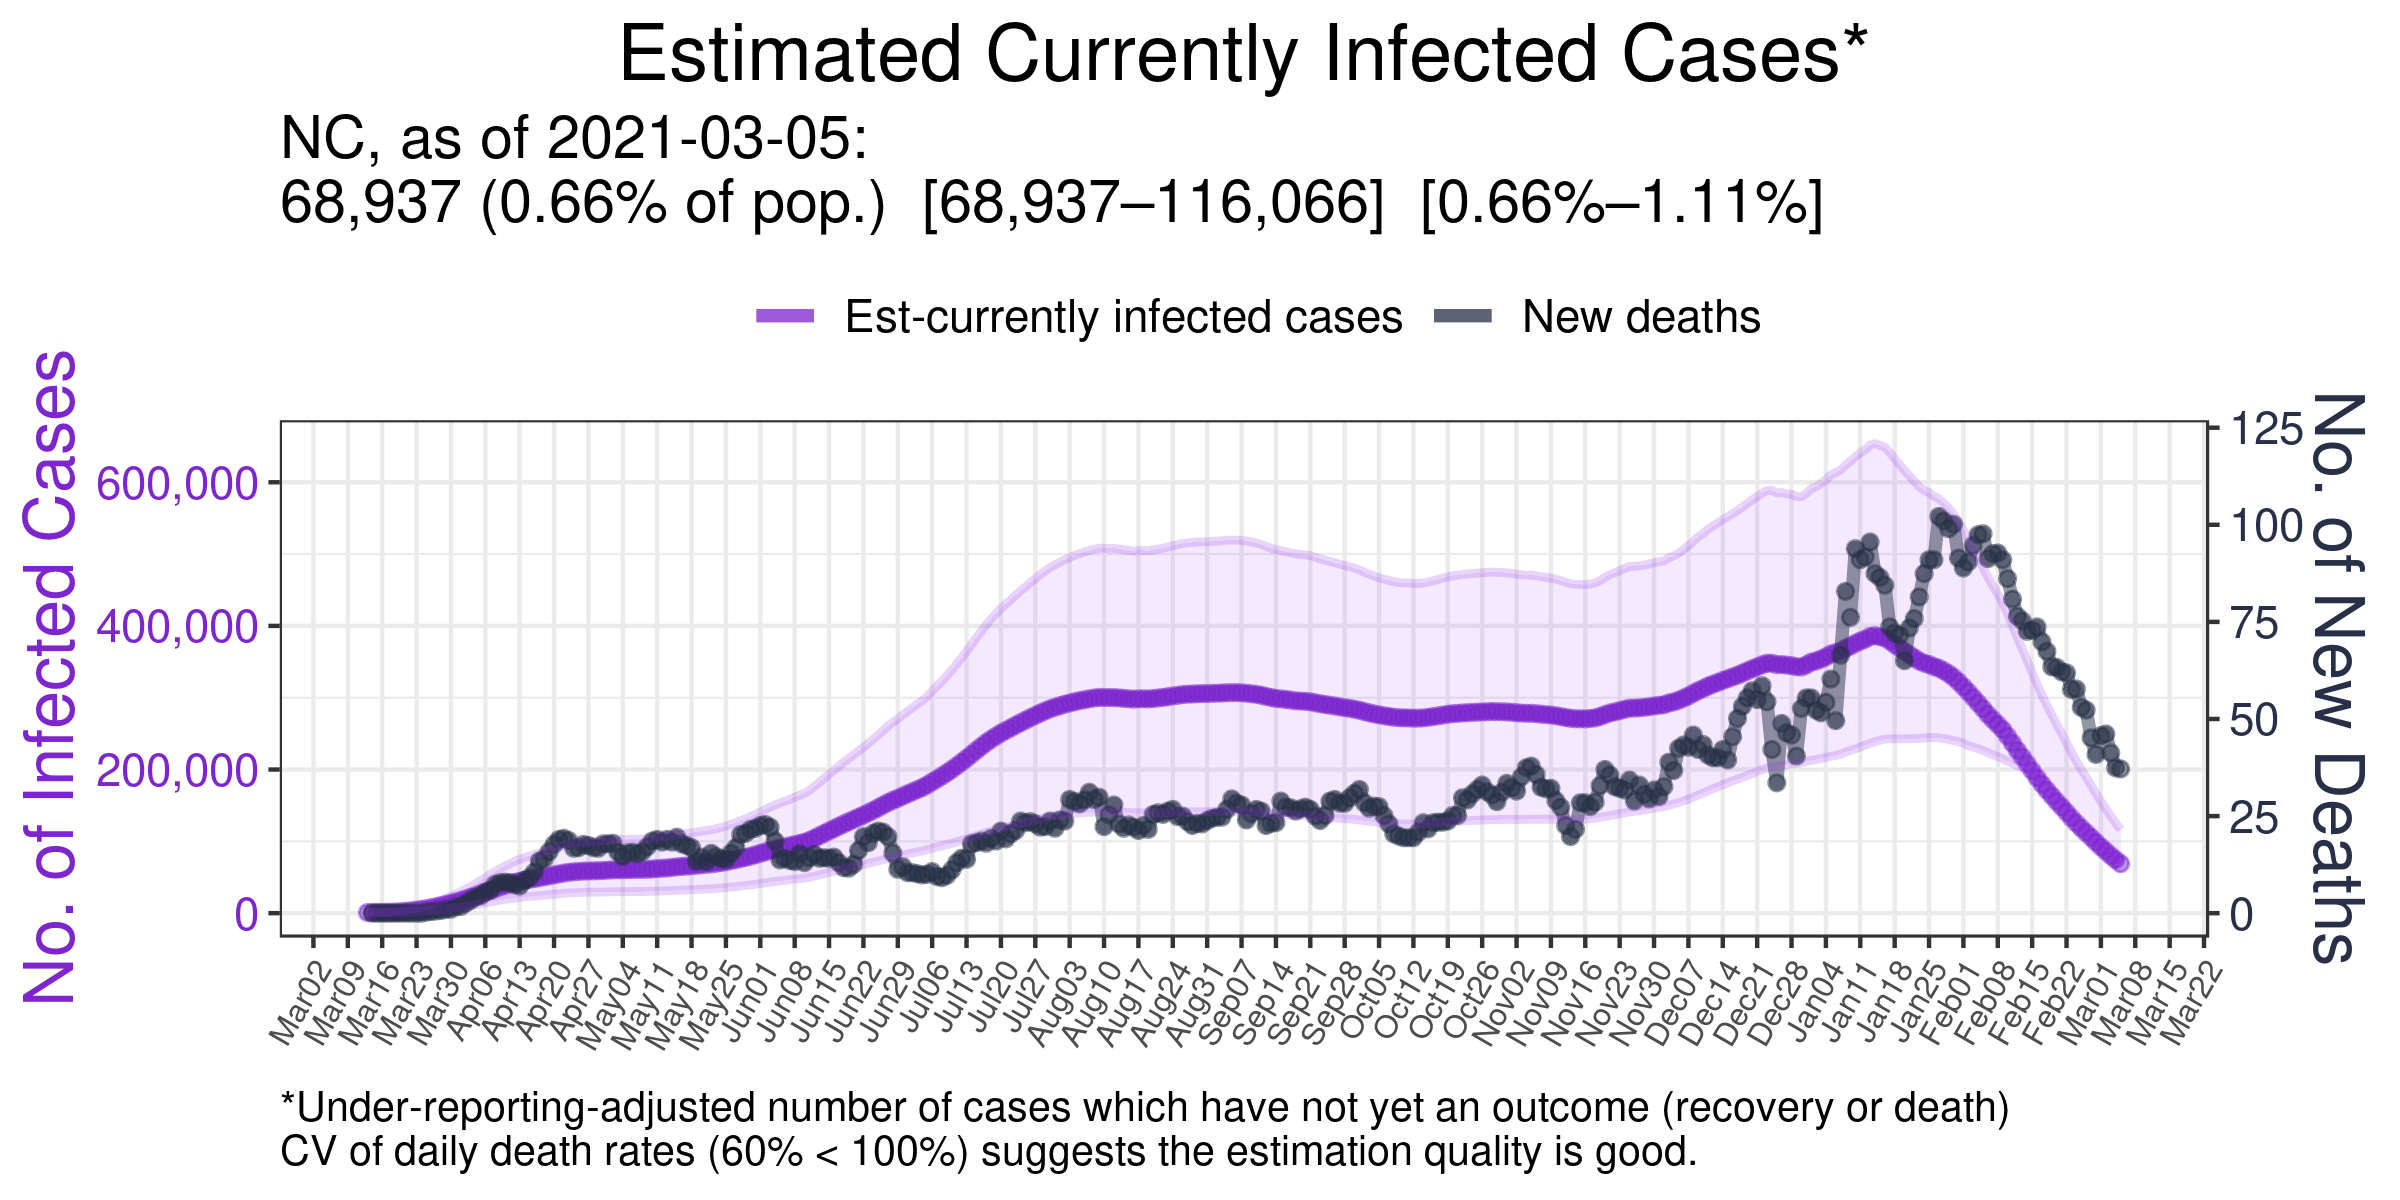 Estimated Currently Infected Cases*
NC, as of 2021-03-05:
68,937 (0.66% of pop.)  [68,937–116,066]  [0.66%–1.11%]
Est-currently infected cases
New deaths
No. of Infected Cases
600,000
400,000
200,000
0
125
100
75
50
25
0
No. of New Deaths
Mar02
Mar09
Mar16
Mar23
Mar30
Apr06
Apr13
Apr20
Apr27
May04
May11
May18
May25
Jun01
Jun08
Jun15
Jun22
Jun29
Jul06
Jul13
Jul20
Jul27
Aug03
Aug10
Aug17
Aug24
Aug31
Sep07
Sep14
Sep21
Sep28
Oct05
Oct12
Oct19
Oct26
Nov02
Nov09
Nov16
Nov23
Nov30
Dec07
Dec14
Dec21
Dec28
Jan04
Jan11
Jan18
Jan25
Feb01
Feb08
Feb15
Feb22
Mar01
Mar08
Mar15
Mar22
*Under-reporting-adjusted number of cases which have not yet an outcome (recovery or death)
CV of daily death rates (60% < 100%) suggests the estimation quality is good.